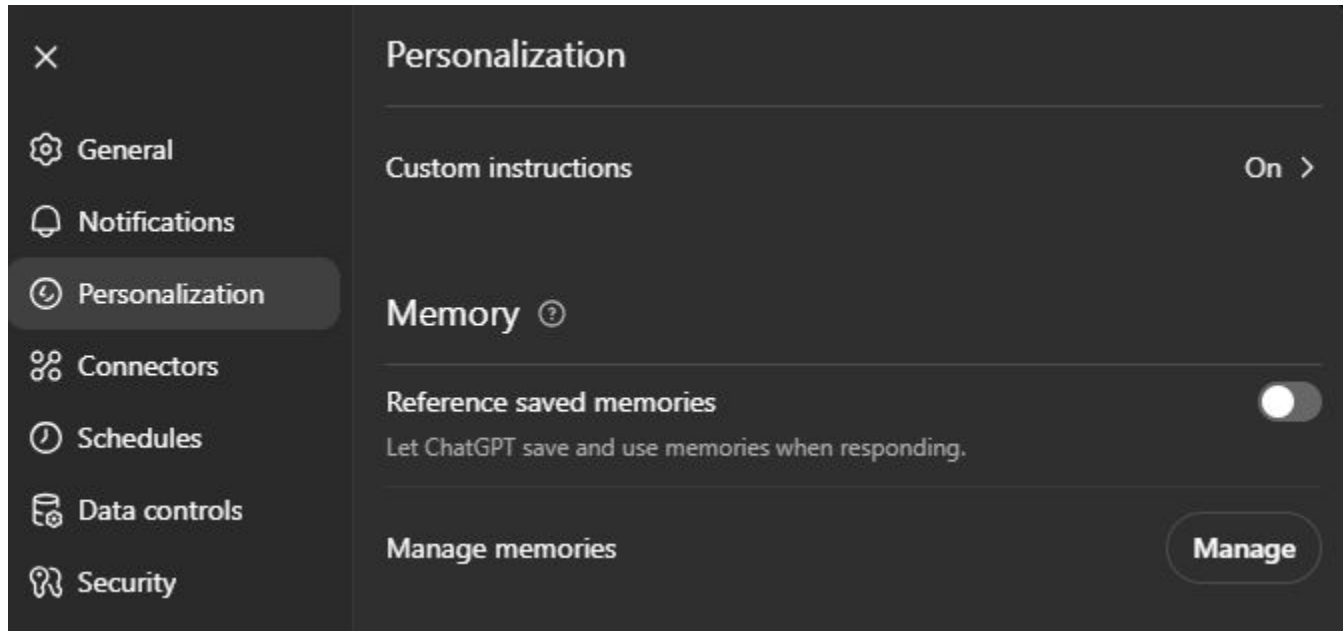 General
Notifications
Personalization
Connectors
Schedules
Data controls
Security
Personalization
Custom instructions
On
Memory
Reference saved memories
Let ChatGPT save and use memories when responding.
Manage memories
Manage